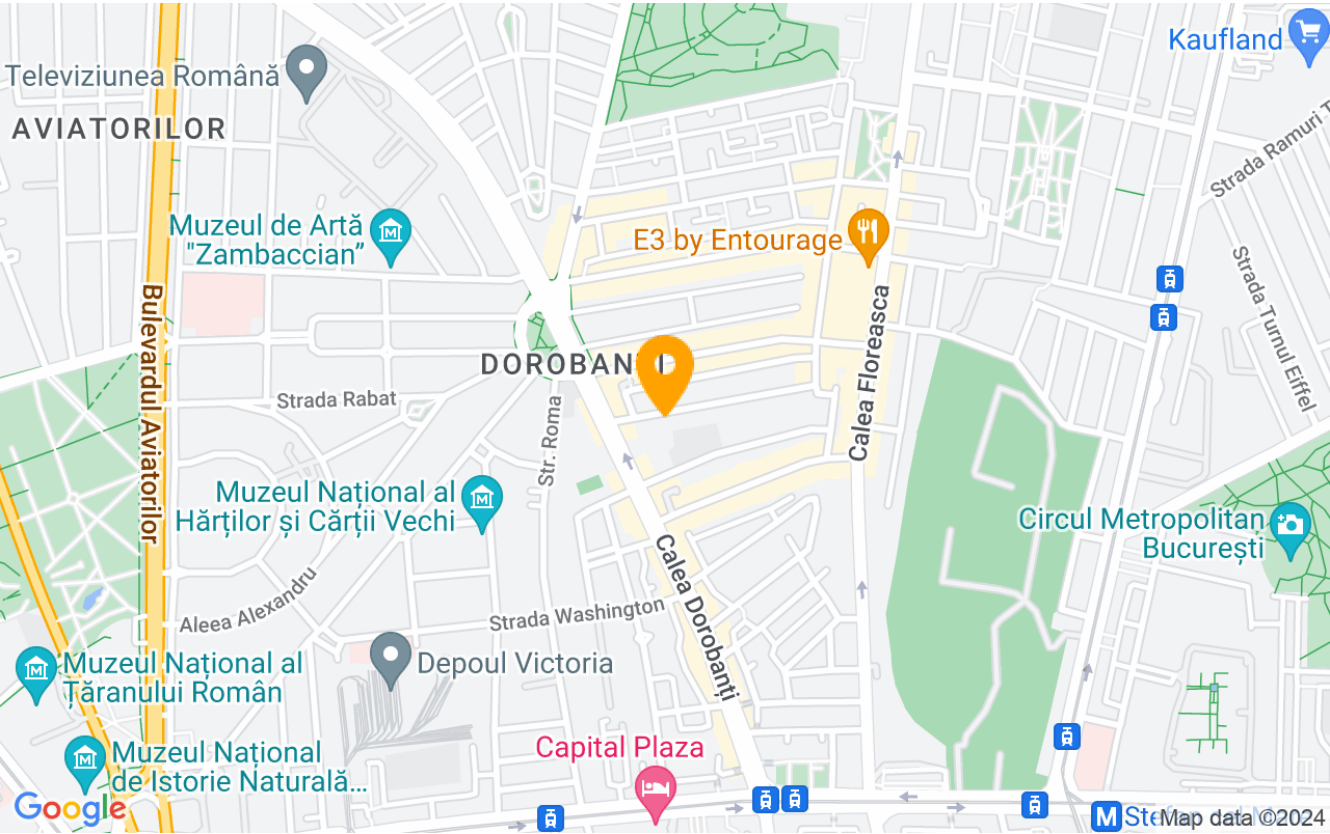 Kaufland
Televiziunea Română
AVIATORILOR
Strada Ramuri T
Muzeul de Artă
"Zambaccian”
E3 by Entourage
Strada Turnul Eiffel
Bulevardul Aviatorilor
Calea Floreasca
DOROBAN I
Strada Rabat
Str. Roma
Muzeul Național al
Hărților și Cărții Vechi
Circul Metropolitan
București
Calea Dorobanți
Aleea Alexandru
Strada Washington
Muzeul Național al
Țăranului Român
Depoul Victoria
Capital Plaza
Muzeul Național
de Istorie Naturală…
Google
M
Map data ©2024